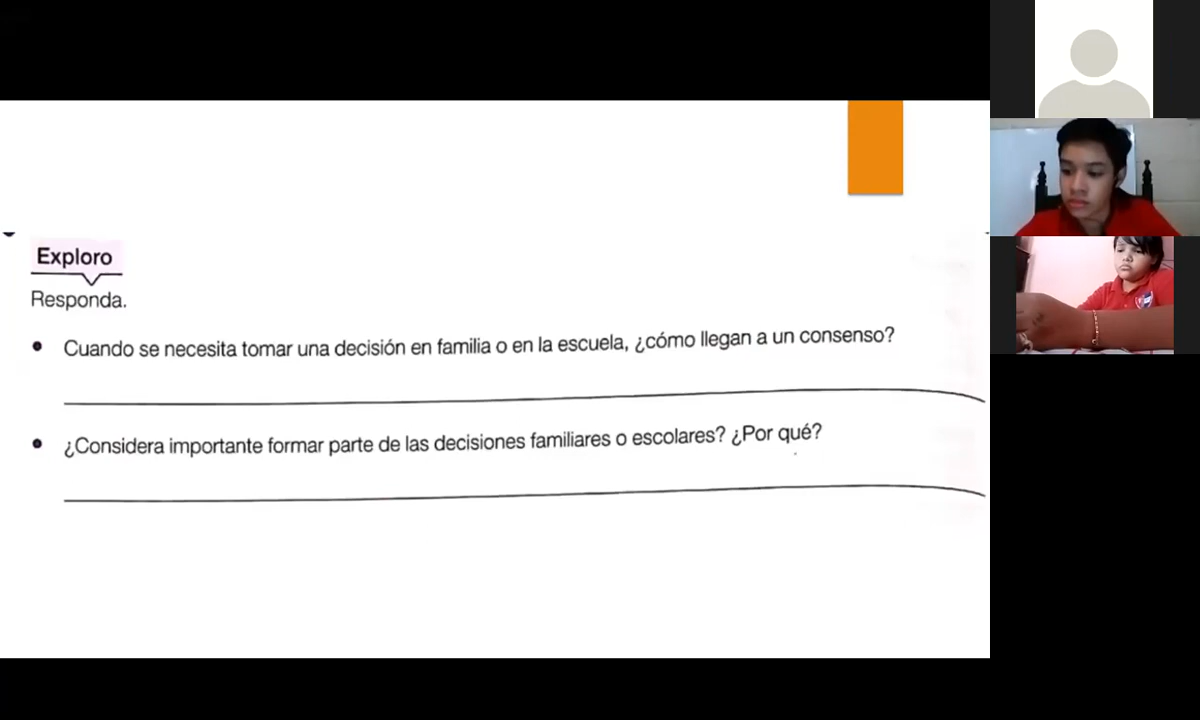 Exploro
Responda.
• Cuando se necesita tomar una decisión en familia o en la escuela, ¿cómo llegan a un consenso?
• ¿Considera importante formar parte de las decisiones familiares o escolares? ¿Por qué?